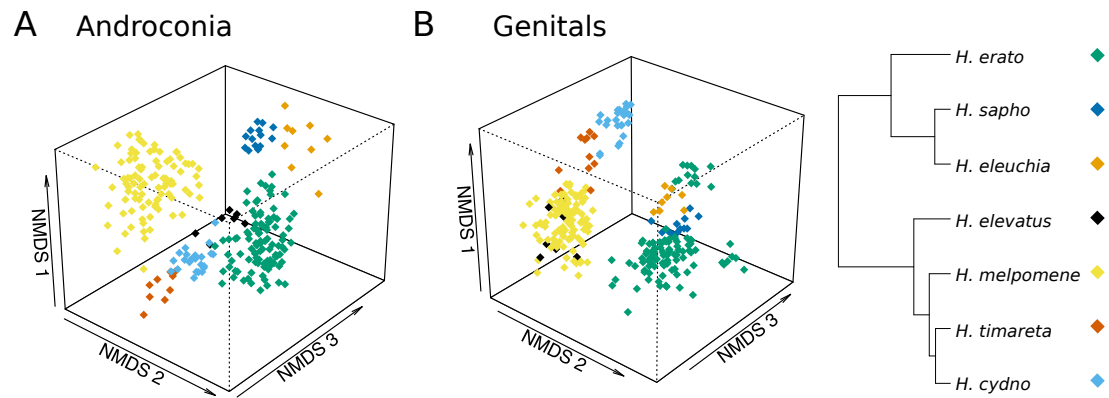 A Androconia
NMDS 1
NMDS 2
NMDS 3
B Genitals
NMDS 1
NMDS 2
NMDS 3
H. erato
H. sapho
H. eleuchia
H. elevatus
H. melpomene
H. timareta
H. cydno